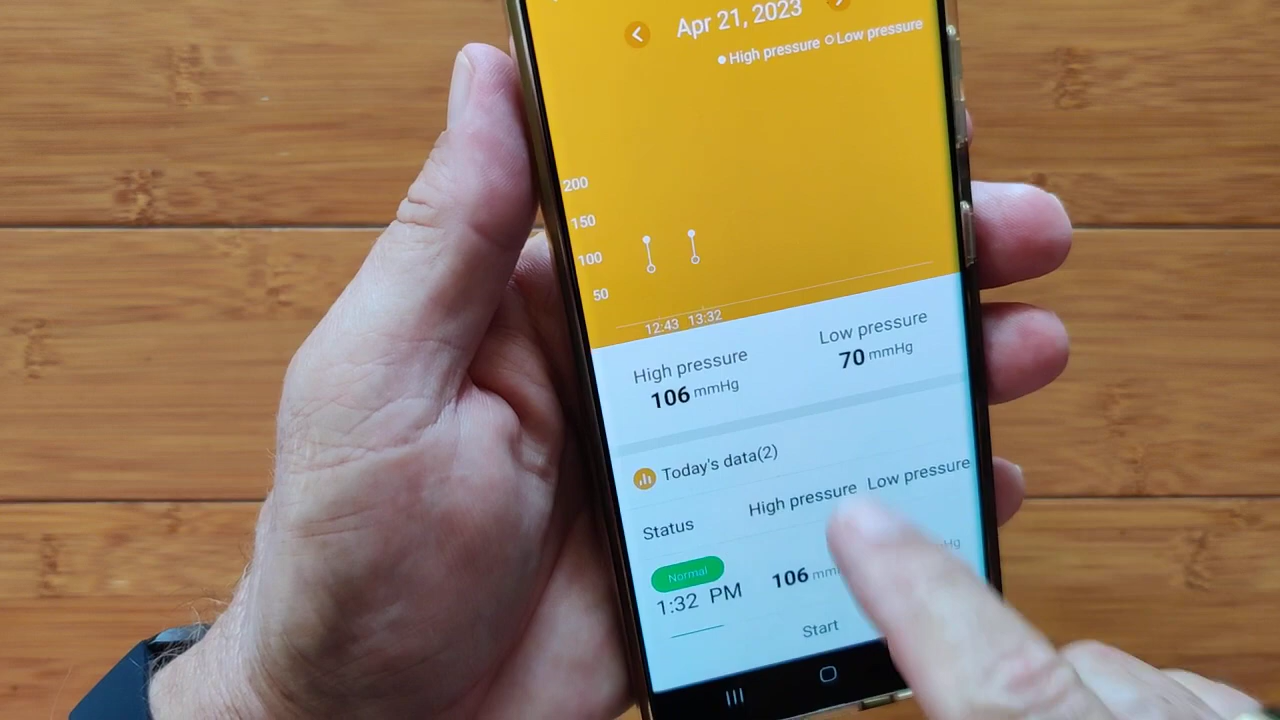 Apr 21, 2023
High pressure Low pressure
200
150
100
50
12:43 13:32
High pressure Low pressure
106 mmHg 70 mmHg
Today's data(2)
Status High pressure Low pressure
Normal
1:32 PM 106
Start